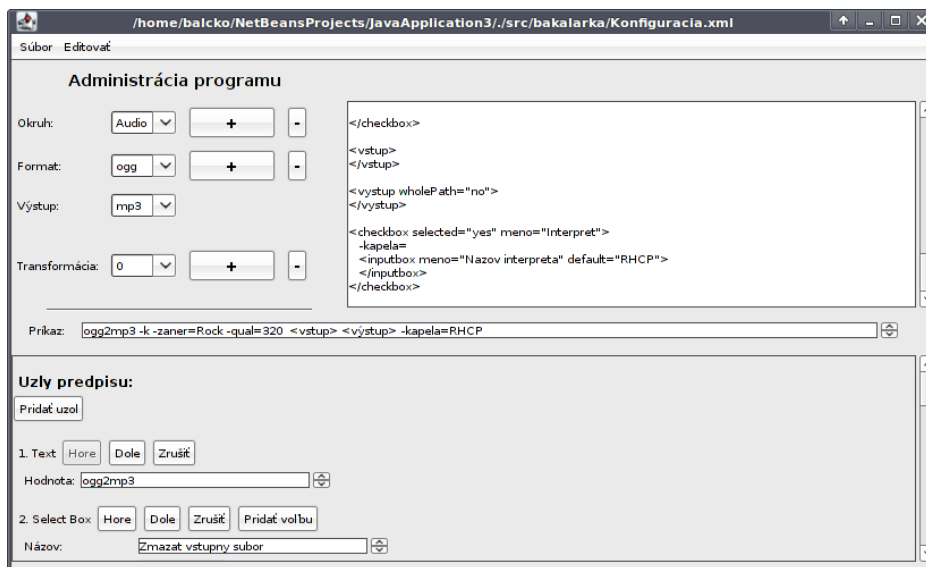 /home/balcko/NetBeansProjects/JavaApplication3/./src/bakalarka/Konfiguracia.xml
Súbor Editovať
Administrácia programu
Okruh: Audio + -
Format: ogg + -
Výstup: mp3
Transformácia: 0 + -
</checkbox>
<vstup>
</vstup>
<vystup wholePath="no">
</vystup>
<checkbox selected="yes" meno="Interpret">
-kapela=
<inputbox meno="Nazov interpreta" default="RHCP">
</inputbox>
</checkbox>
Príkaz: ogg2mp3 -k -zaner=Rock -qual=320 <vstup> <výstup> -kapela=RHCP
Uzly predpisu:
Pridať uzol
1. Text Hore Dole Zrušiť
Hodnota: ogg2mp3
2. Select Box Hore Dole Zrušiť Pridať voľbu
Názov: Zmazat vstupny subor